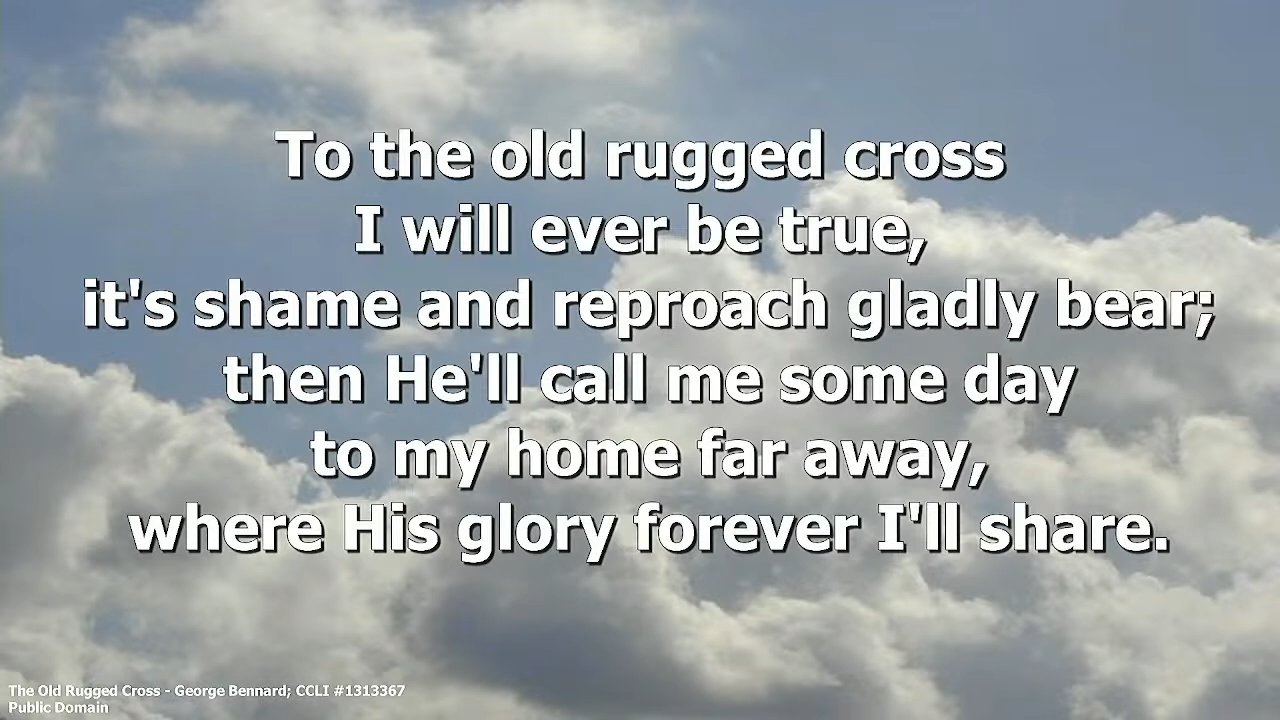 To the old rugged cross
I will ever be true,
it's shame and reproach gladly bear;
then He'll call me some day
to my home far away,
where His glory forever I'll share.
The Old Rugged Cross - George Bennard; CCLI #1313367
Public Domain